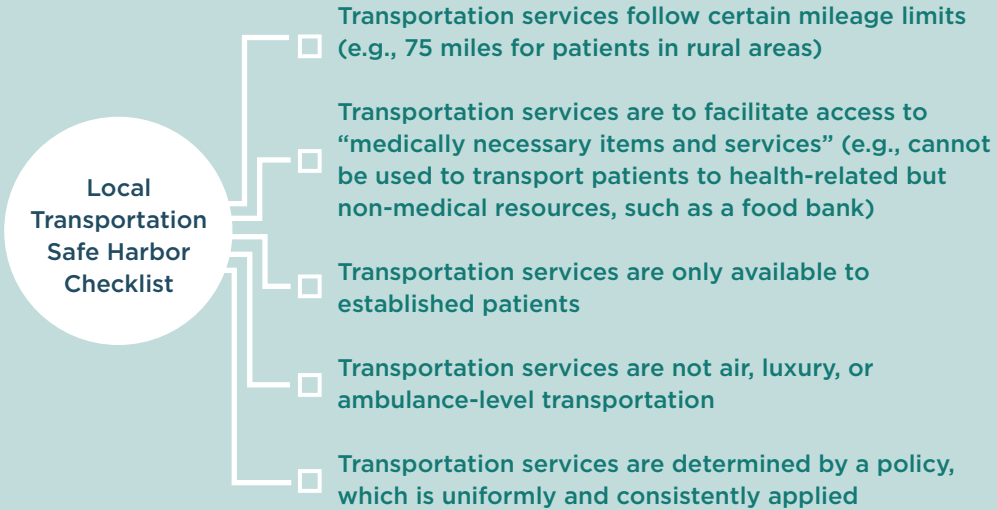 Local
Transportation
Safe Harbor
Checklist
Transportation services follow certain mileage limits
(e.g., 75 miles for patients in rural areas)
Transportation services are to facilitate access to
“medically necessary items and services” (e.g., cannot
be used to transport patients to health-related but
non-medical resources, such as a food bank)
Transportation services are only available to
established patients
Transportation services are not air, luxury, or
ambulance-level transportation
Transportation services are determined by a policy,
which is uniformly and consistently applied